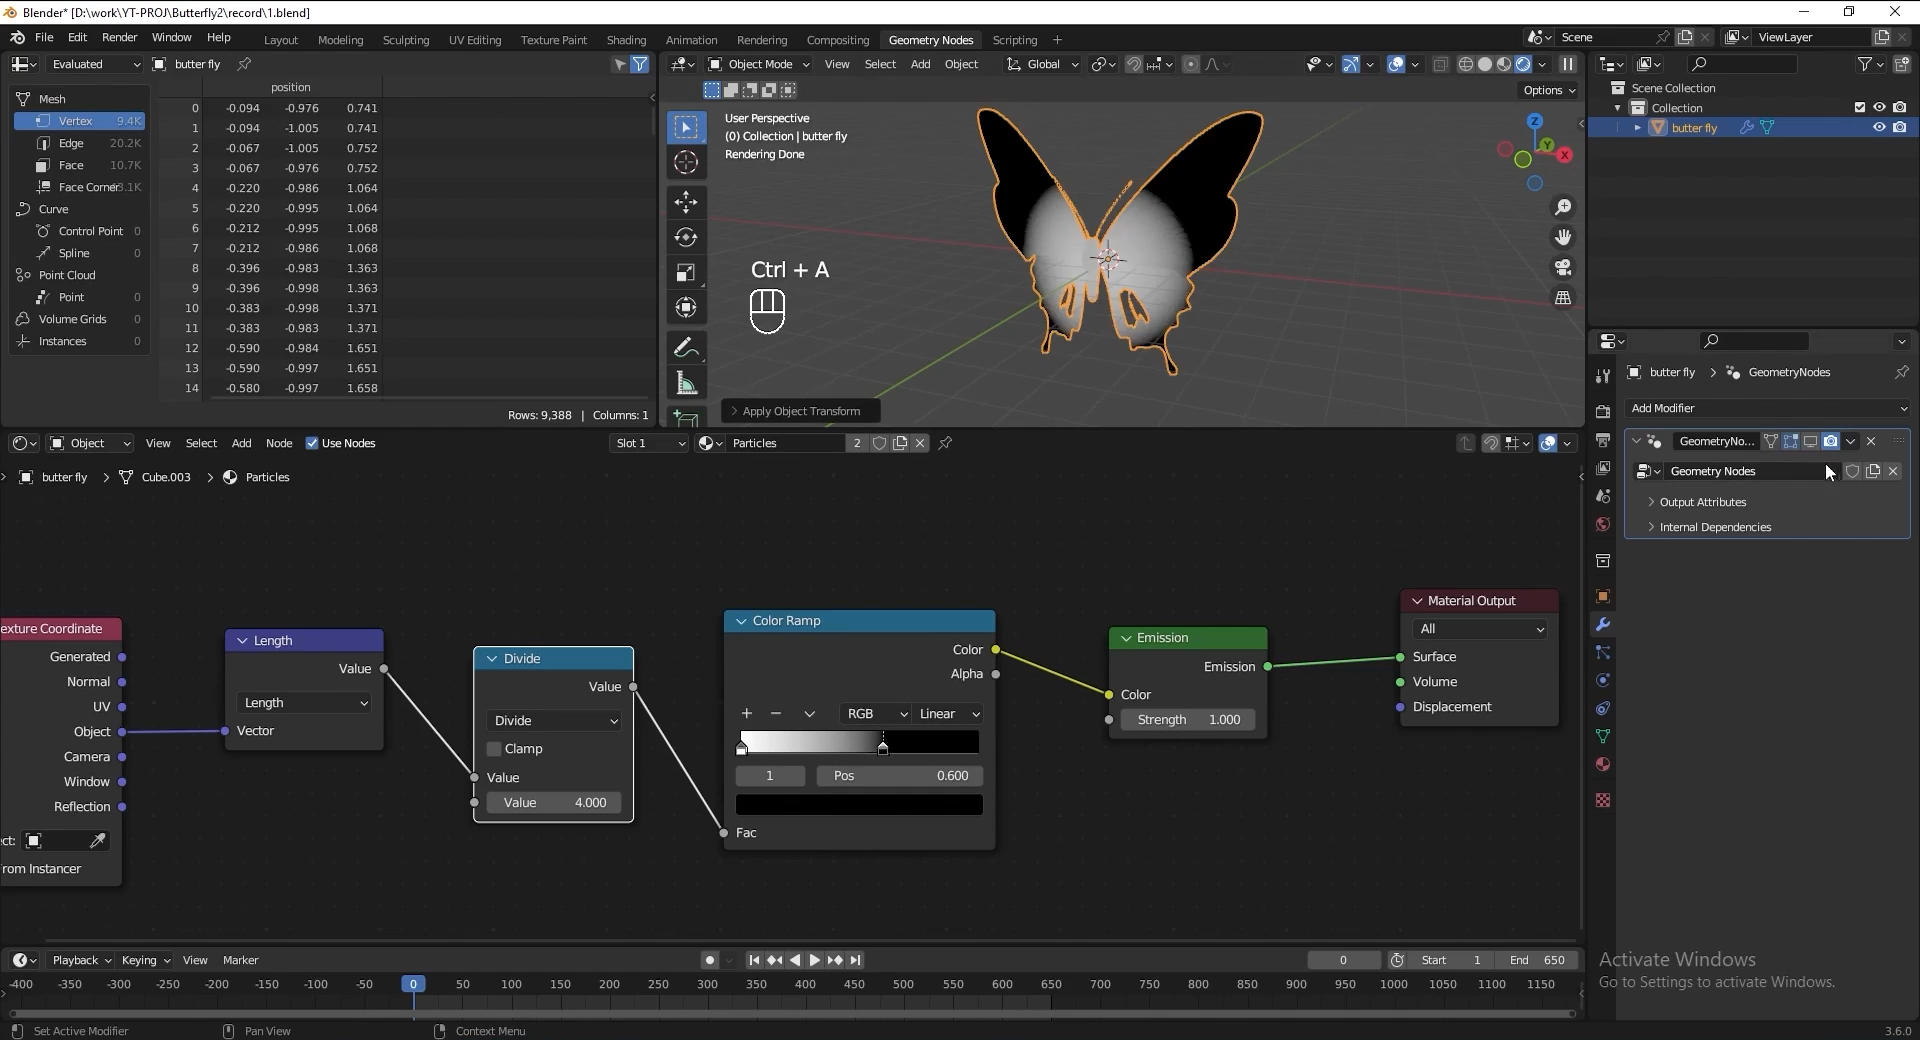 Blender* [D:\work\YT-PROJ\Butterfly2\record\1.blend]
File Edit Render Window Help Layout Modeling Sculpting UV Editing Texture Paint Shading Animation Rendering Compositing Geometry Nodes Scripting + Scene ViewLayer
Evaluated butter fly
Object Mode View Select Add Object Global
Options
position
Mesh
Vertex 9.4K
Edge 20.2K
Face 10.7K
Face Corner 3.1K
Curve
Control Point 0
Spline 0
Point Cloud
Point 0
Volume Grids 0
Instances 0
0 -0.094 -0.976 0.741
1 -0.094 -1.005 0.741
2 -0.067 -1.005 0.752
3 -0.067 -0.976 0.752
4 -0.220 -0.986 1.064
5 -0.220 -0.995 1.064
6 -0.212 -0.995 1.068
7 -0.212 -0.986 1.068
8 -0.396 -0.983 1.363
9 -0.396 -0.998 1.363
10 -0.383 -0.998 1.371
11 -0.383 -0.983 1.371
12 -0.590 -0.984 1.651
13 -0.590 -0.997 1.651
14 -0.580 -0.997 1.658
Rows: 9,388 | Columns: 1
User Perspective
(0) Collection | butter fly
Rendering Done
Z
Y
X
Ctrl + A
> Apply Object Transform
Scene Collection
Collection
butter fly
butter fly > GeometryNodes
Add Modifier
GeometryNo...
Geometry Nodes
Output Attributes
Internal Dependencies
Object View Select Add Node Use Nodes Slot 1 Particles 2
butter fly > Cube.003 > Particles
exture Coordinate
Generated
Normal
UV
Object
Camera
Window
Reflection
ct:
rom Instancer
Length
Value
Length
Vector
Divide
Value
Divide
Clamp
Value
Value 4.000
Color Ramp
Color
Alpha
+ − RGB Linear
1 Pos 0.600
Fac
Emission
Emission
Color
Strength 1.000
Material Output
All
Surface
Volume
Displacement
Playback Keying View Marker 0 Start 1 End 650
-400 -350 -300 -250 -200 -150 -100 -50 0 50 100 150 200 250 300 350 400 450 500 550 600 650 700 750 800 850 900 950 1000 1050 1100 1150
Activate Windows
Go to Settings to activate Windows.
Set Active Modifier Pan View Context Menu 3.6.0